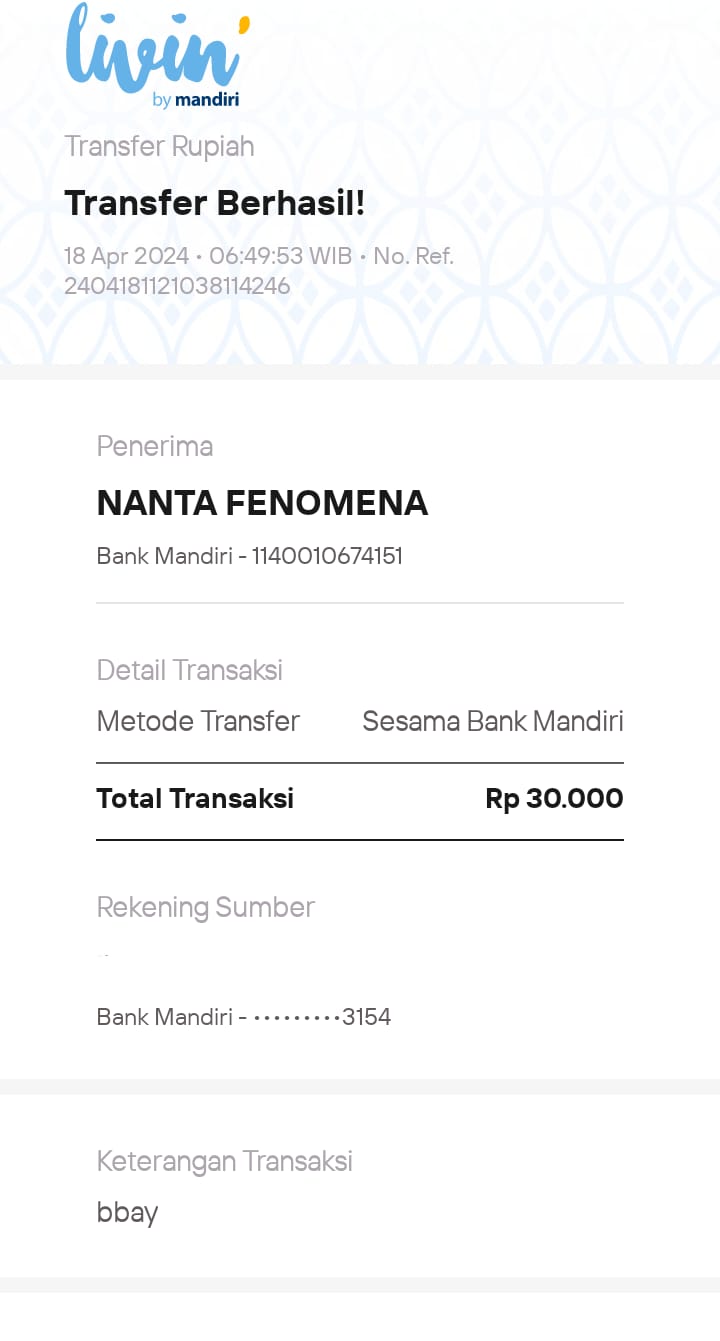 livin'
by mandiri
Transfer Rupiah
Transfer Berhasil!
18 Apr 2024 • 06:49:53 WIB • No. Ref.
2404181121038114246
Penerima
NANTA FENOMENA
Bank Mandiri - 1140010674151
Detail Transaksi
Metode Transfer Sesama Bank Mandiri
Total Transaksi Rp 30.000
Rekening Sumber
Bank Mandiri - •••••••••3154
Keterangan Transaksi
bbay